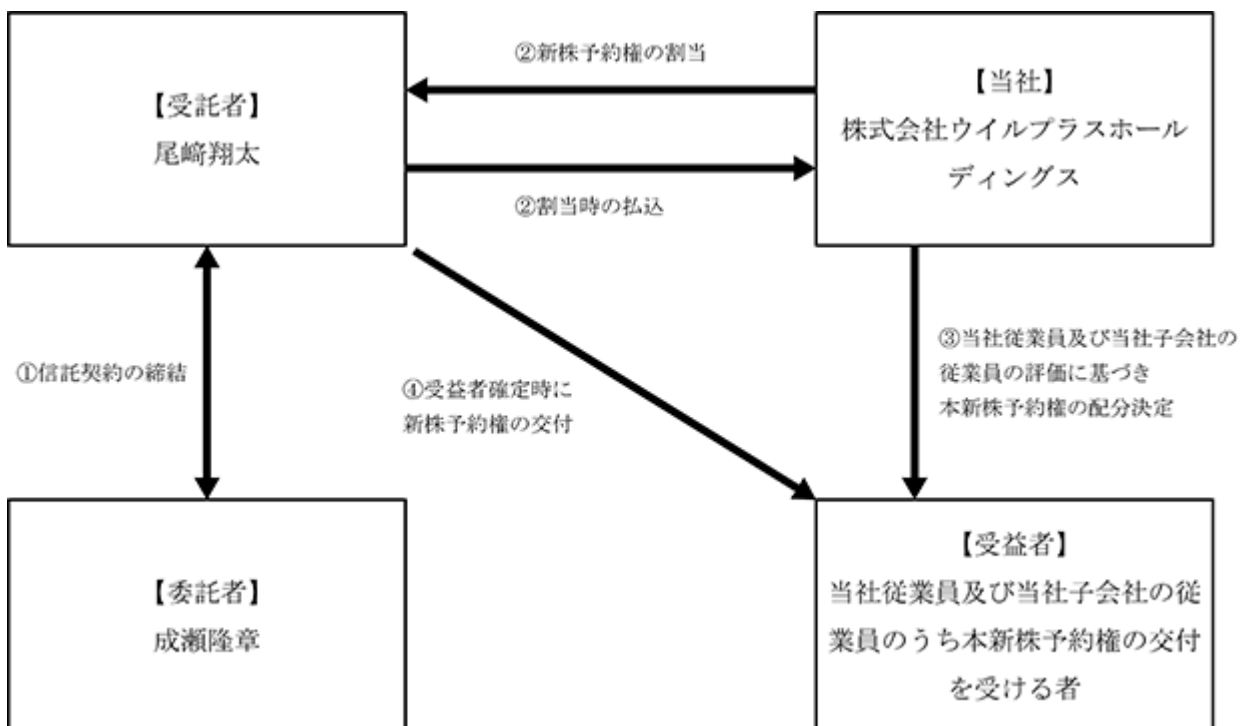 ②新株予約権の割当
【受託者】
尾﨑翔太
【当社】
株式会社ウイルプラスホール
ディングス
②割当時の払込
①信託契約の締結
④受益者確定時に
新株予約権の交付
③当社従業員及び当社子会社の
従業員の評価に基づき
本新株予約権の配分決定
【委託者】
成瀬隆章
【受益者】
当社従業員及び当社子会社の従
業員のうち本新株予約権の交付
を受ける者